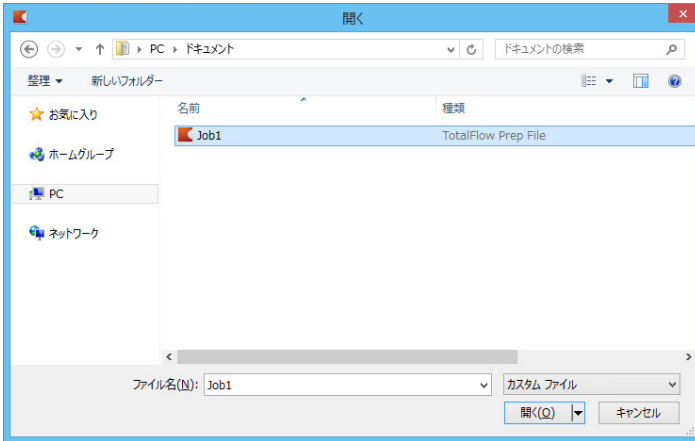 開く
PC ドキュメント
ドキュメントの検索
整理 新しいフォルダー
お気に入り
ホームグループ
PC
ネットワーク
名前 種類
Job1 TotalFlow Prep File
ファイル名(N): Job1
カスタム ファイル
開く(O) キャンセル